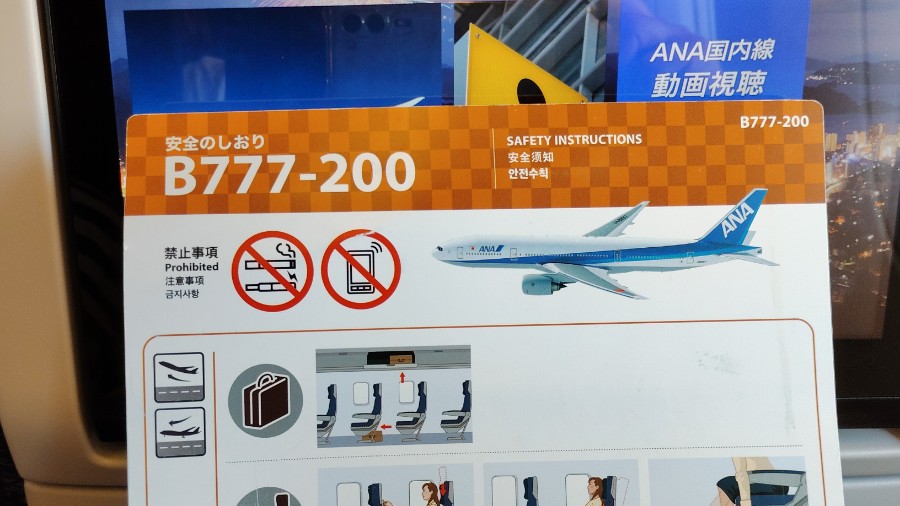 ANA国内線
動画視聴
B777-200
安全のしおり
B777-200
SAFETY INSTRUCTIONS
安全须知
안전수칙
禁止事項
Prohibited
注意事项
금지사항
ANA
ANA